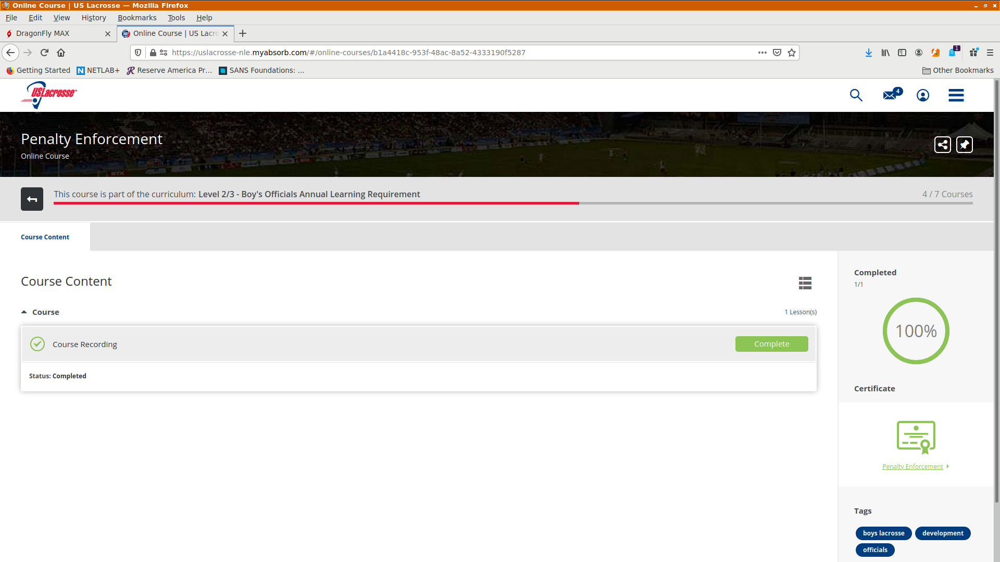 Online Course | US Lacrosse — Mozilla Firefox
File Edit View History Bookmarks Tools Help
DragonFly MAX
Online Course | US Lacro
https://uslacrosse-nle.myabsorb.com/#/online-courses/b1a4418c-953f-48ac-8a52-4333190f5287
1
Getting Started NETLAB+ Reserve America Pr... SANS Foundations: ... Other Bookmarks
USLacrosse
4
Penalty Enforcement
Online Course
STX
This course is part of the curriculum: Level 2/3 - Boy's Officials Annual Learning Requirement
4 / 7 Courses
Course Content
Course Content
Course
1 Lesson(s)
Course Recording
Complete
Status: Completed
Completed
1/1
100%
Certificate
Penalty Enforcement
Tags
boys lacrosse
development
officials